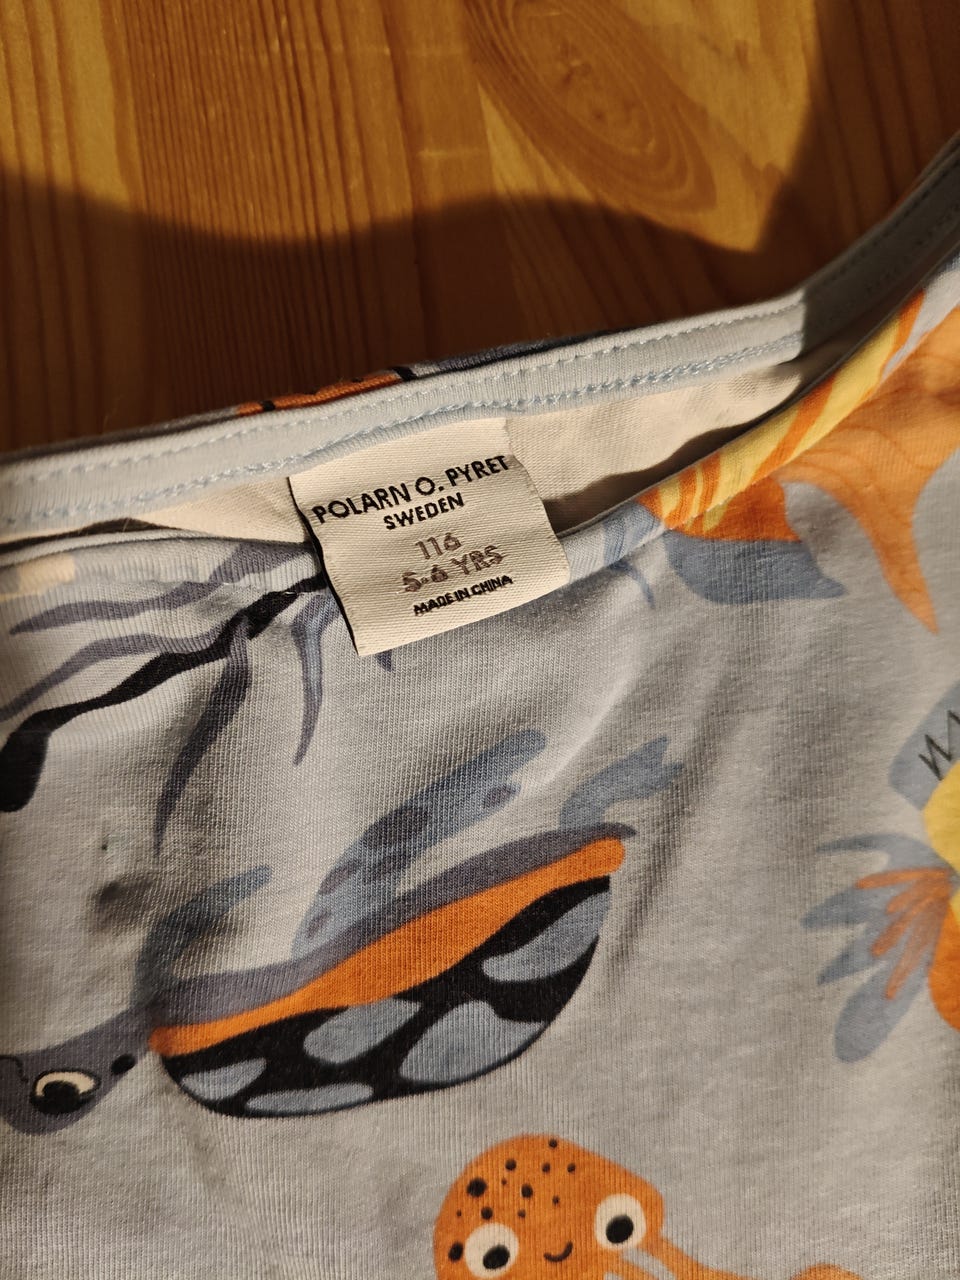 POLARN O. PYRET
SWEDEN
116
5-6 YRS
MADE IN CHINA